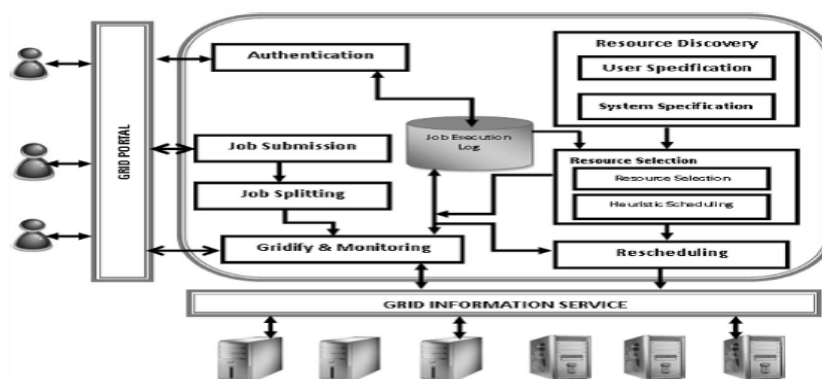 GRID PORTAL
Authentication
Job Submission
Job Splitting
Gridify & Monitoring
Job Execution
Log
Resource Discovery
User Specification
System Specification
Resource Selection
Resource Selection
Heuristic Scheduling
Rescheduling
GRID INFORMATION SERVICE